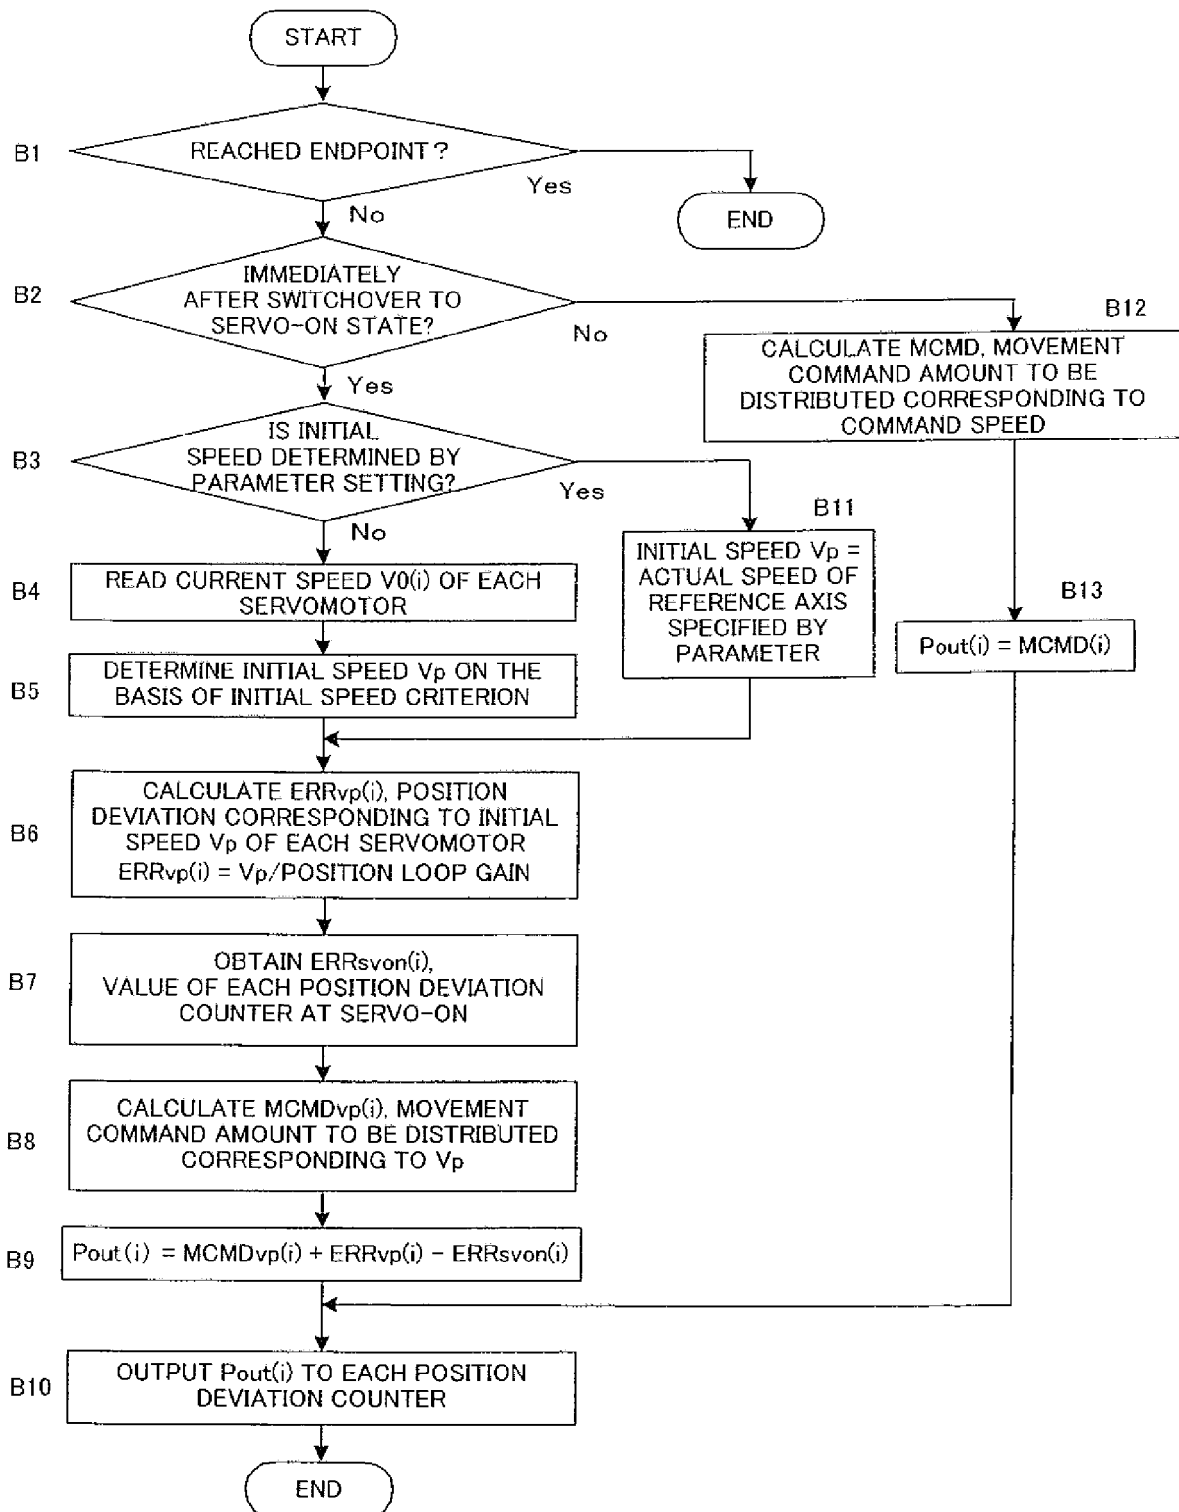 START
B1
REACHED ENDPOINT?
Yes
END
No
B2
IMMEDIATELY
AFTER SWITCHOVER TO
SERVO-ON STATE?
No
Yes
B12
CALCULATE MCMD, MOVEMENT
COMMAND AMOUNT TO BE
DISTRIBUTED CORRESPONDING TO
COMMAND SPEED
B3
IS INITIAL
SPEED DETERMINED BY
PARAMETER SETTING?
Yes
No
B11
INITIAL SPEED Vp =
ACTUAL SPEED OF
REFERENCE AXIS
SPECIFIED BY
PARAMETER
B13
Pout(i) = MCMD(i)
B4
READ CURRENT SPEED V0(i) OF EACH
SERVOMOTOR
B5
DETERMINE INITIAL SPEED Vp ON THE
BASIS OF INITIAL SPEED CRITERION
B6
CALCULATE ERRvp(i), POSITION
DEVIATION CORRESPONDING TO INITIAL
SPEED Vp OF EACH SERVOMOTOR
ERRvp(i) = Vp/POSITION LOOP GAIN
B7
OBTAIN ERRsvon(i),
VALUE OF EACH POSITION DEVIATION
COUNTER AT SERVO-ON
B8
CALCULATE MCMDvp(i), MOVEMENT
COMMAND AMOUNT TO BE DISTRIBUTED
CORRESPONDING TO Vp
B9
Pout(i) = MCMDvp(i) + ERRvp(i) - ERRsvon(i)
B10
OUTPUT Pout(i) TO EACH POSITION
DEVIATION COUNTER
END